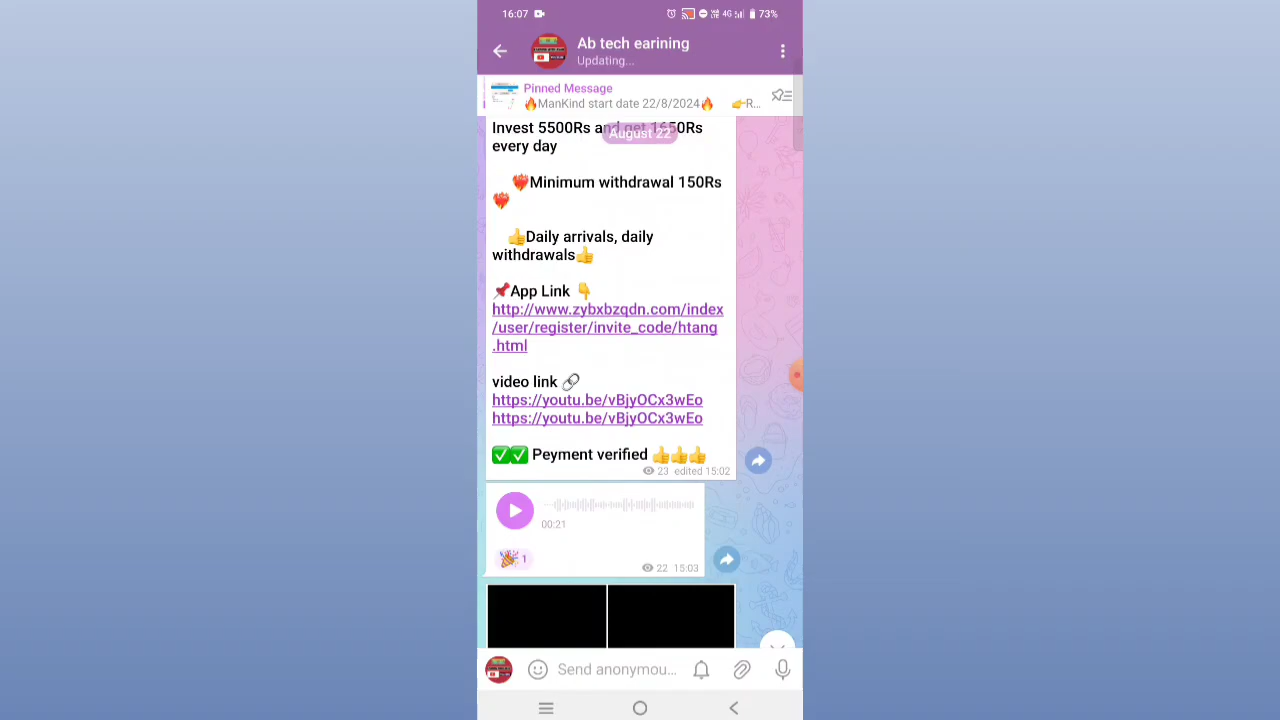 16:07 4G 73%
Ab tech earining
Updating...
Pinned Message
🔥ManKind start date 22/8/2024🔥 👉R...
Invest 5500Rs and get 1650Rs
August 22
every day
❤️‍🔥Minimum withdrawal 150Rs
❤️‍🔥
👍Daily arrivals, daily
withdrawals👍
📌App Link 👇
http://www.zybxbzqdn.com/index
/user/register/invite_code/htang
.html
video link 🔗
https://youtu.be/vBjyOCx3wEo
https://youtu.be/vBjyOCx3wEo
✅✅ Peyment verified 👍👍👍
23 edited 15:02
00:21
🎉 1
22 15:03
Send anonymou...